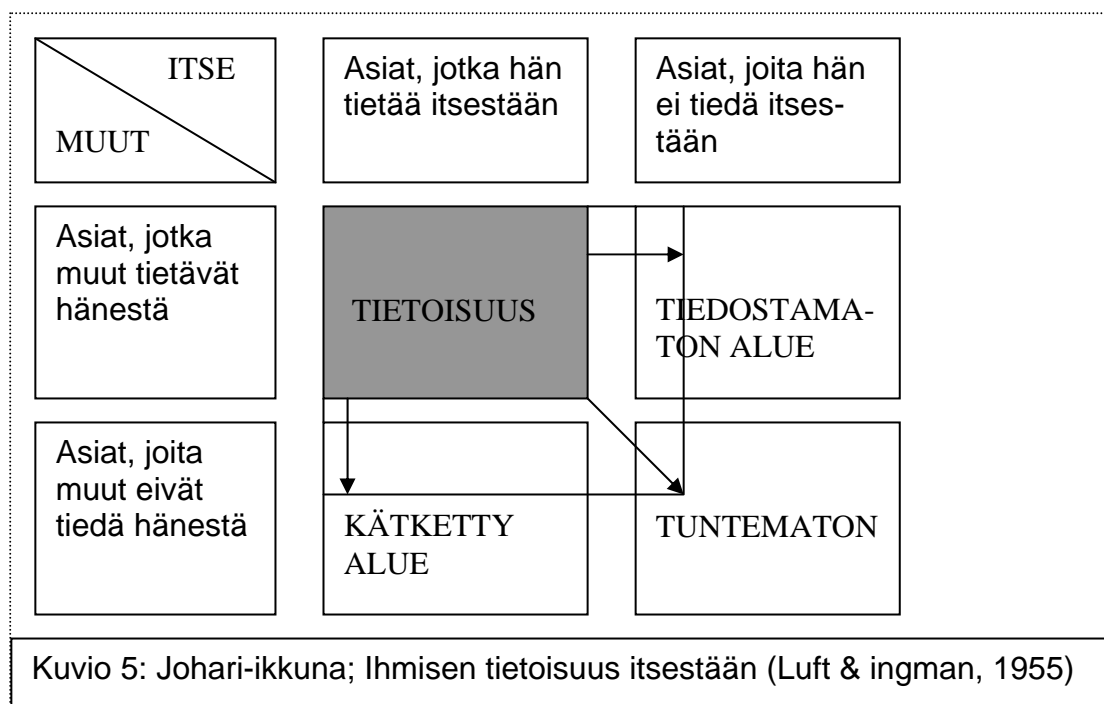 ITSE
MUUT
Asiat, jotka hän
tietää itsestään
Asiat, joita hän
ei tiedä itses-
tään
Asiat, jotka
muut tietävät
hänestä
TIETOISUUS
TIEDOSTAMA-
TON ALUE
Asiat, joita
muut eivät
tiedä hänestä
KÄTKETTY
ALUE
TUNTEMATON
Kuvio 5: Johari-ikkuna; Ihmisen tietoisuus itsestään (Luft & ingman, 1955)